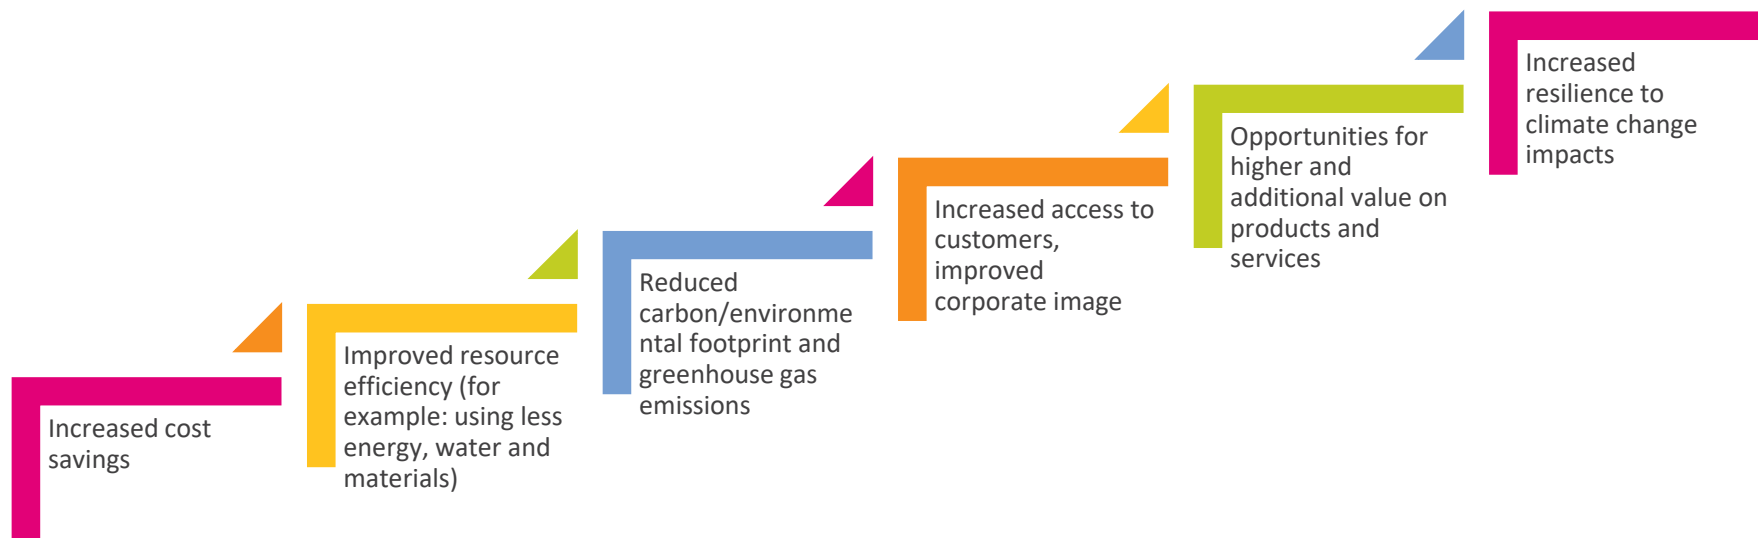 Increased cost
savings
Improved resource
efficiency (for
example: using less
energy, water and
materials)
Reduced
carbon/environme
ntal footprint and
greenhouse gas
emissions
Increased access to
customers,
improved
corporate image
Opportunities for
higher and
additional value on
products and
services
Increased
resilience to
climate change
impacts